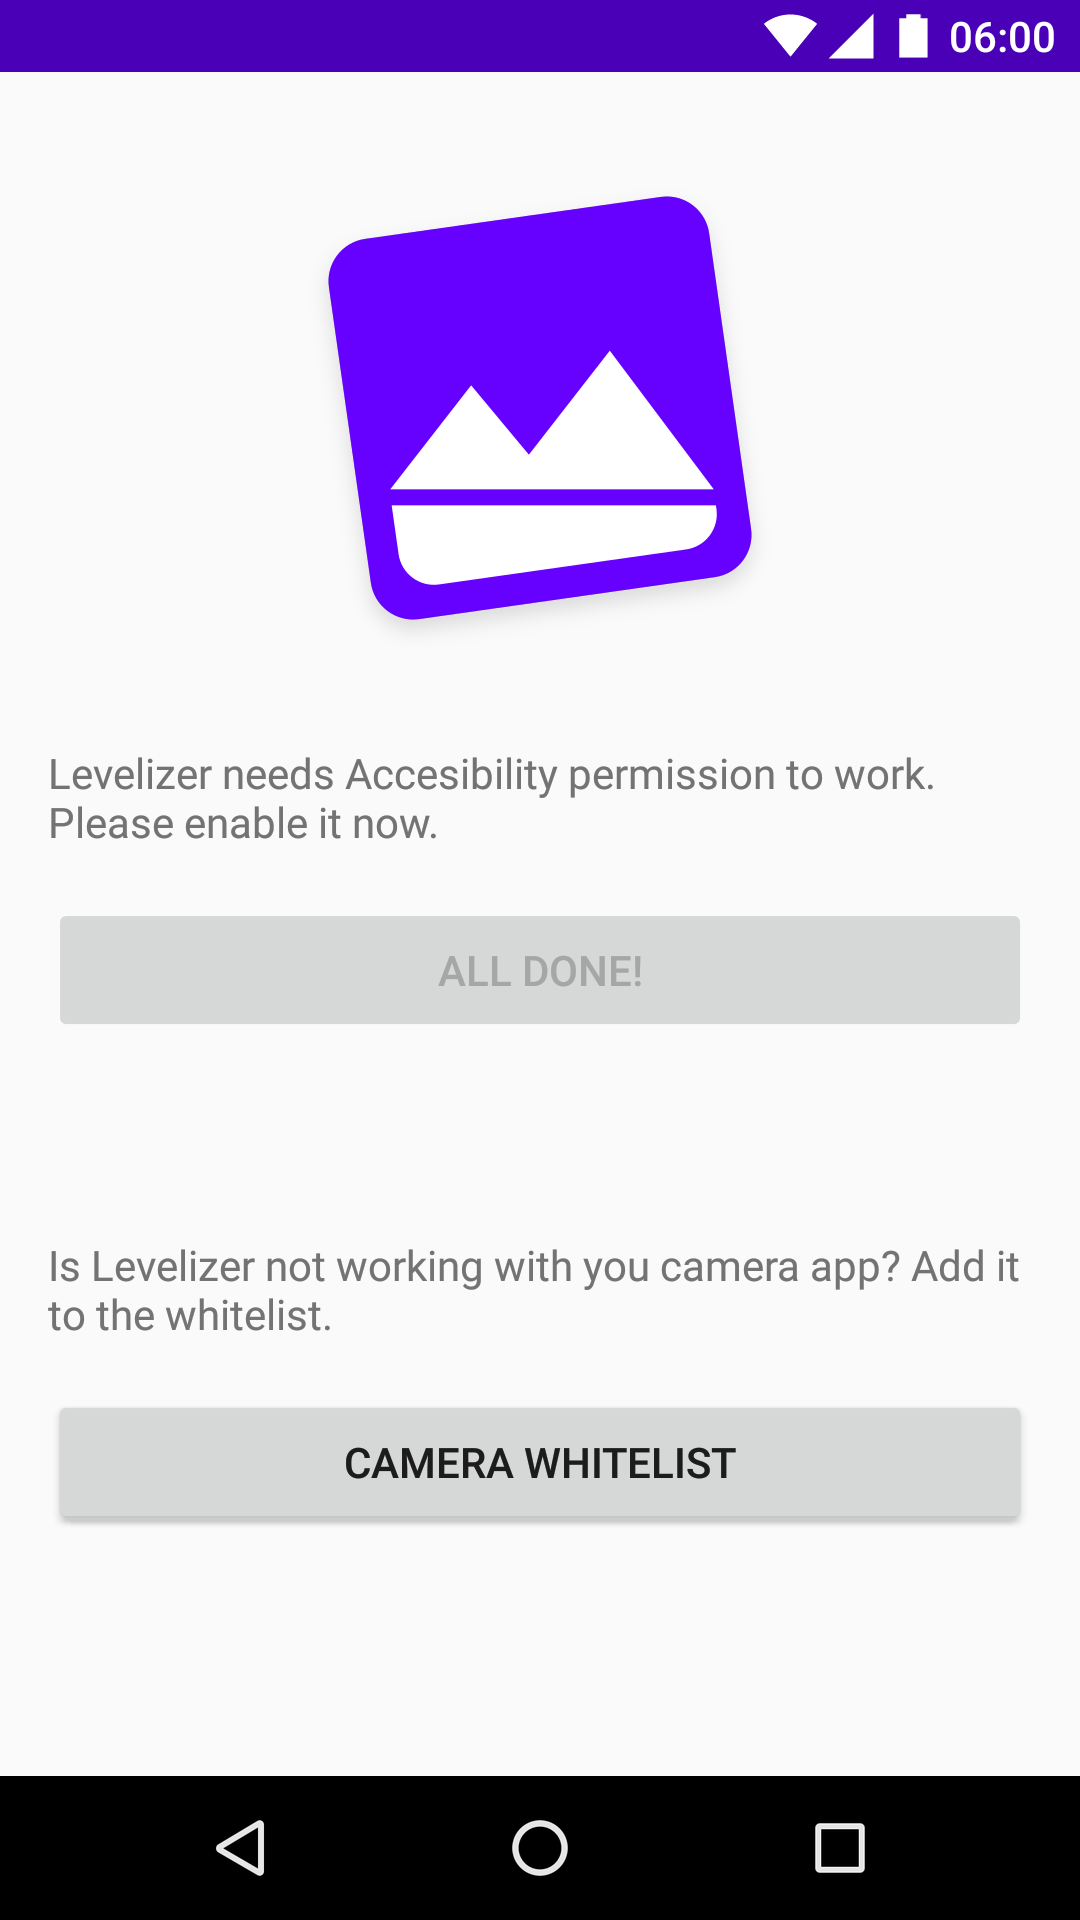 06:00
Levelizer needs Accesibility permission to work.
Please enable it now.
ALL DONE!
Is Levelizer not working with you camera app? Add it
to the whitelist.
CAMERA WHITELIST